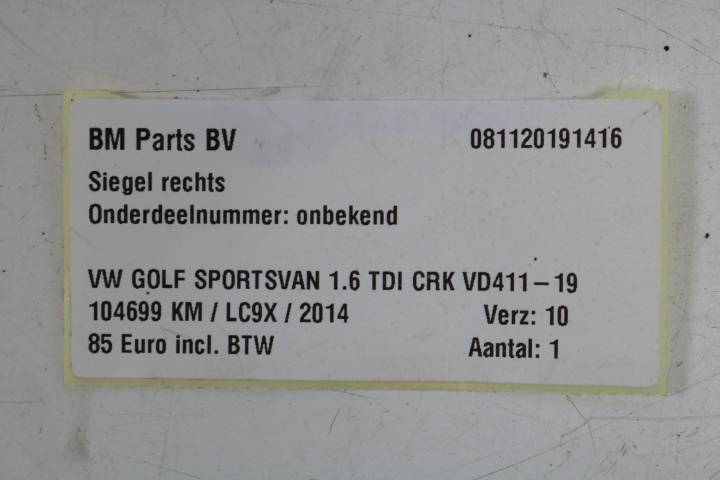 BM Parts BV 081120191416
Siegel rechts
Onderdeelnummer: onbekend
VW GOLF SPORTSVAN 1.6 TDI CRK VD411-19
104699 KM / LC9X / 2014 Verz: 10
85 Euro incl. BTW Aantal: 1